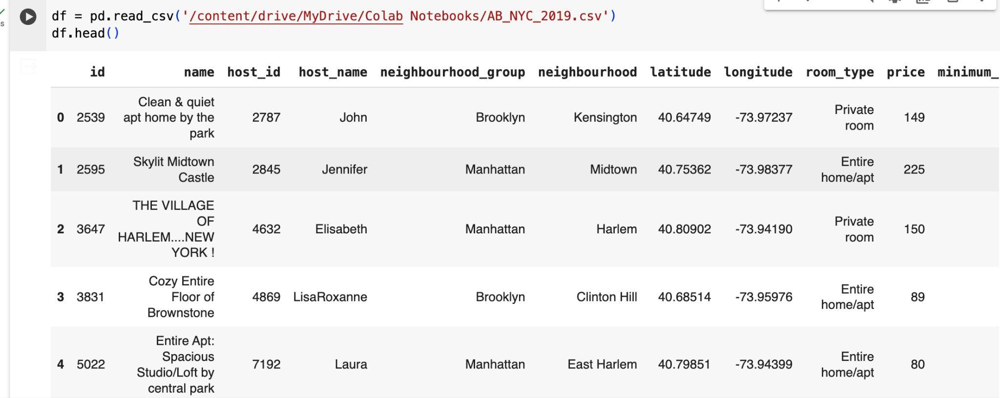 df = pd.read_csv('/content/drive/MyDrive/Colab Notebooks/AB_NYC_2019.csv')
df.head()
id name host_id host_name neighbourhood_group neighbourhood latitude longitude room_type price minimum_
0 2539 Clean & quiet apt home by the park 2787 John Brooklyn Kensington 40.64749 -73.97237 Private room 149
1 2595 Skylit Midtown Castle 2845 Jennifer Manhattan Midtown 40.75362 -73.98377 Entire home/apt 225
2 3647 THE VILLAGE OF HARLEM....NEW YORK ! 4632 Elisabeth Manhattan Harlem 40.80902 -73.94190 Private room 150
3 3831 Cozy Entire Floor of Brownstone 4869 LisaRoxanne Brooklyn Clinton Hill 40.68514 -73.95976 Entire home/apt 89
4 5022 Entire Apt: Spacious Studio/Loft by central park 7192 Laura Manhattan East Harlem 40.79851 -73.94399 Entire home/apt 80